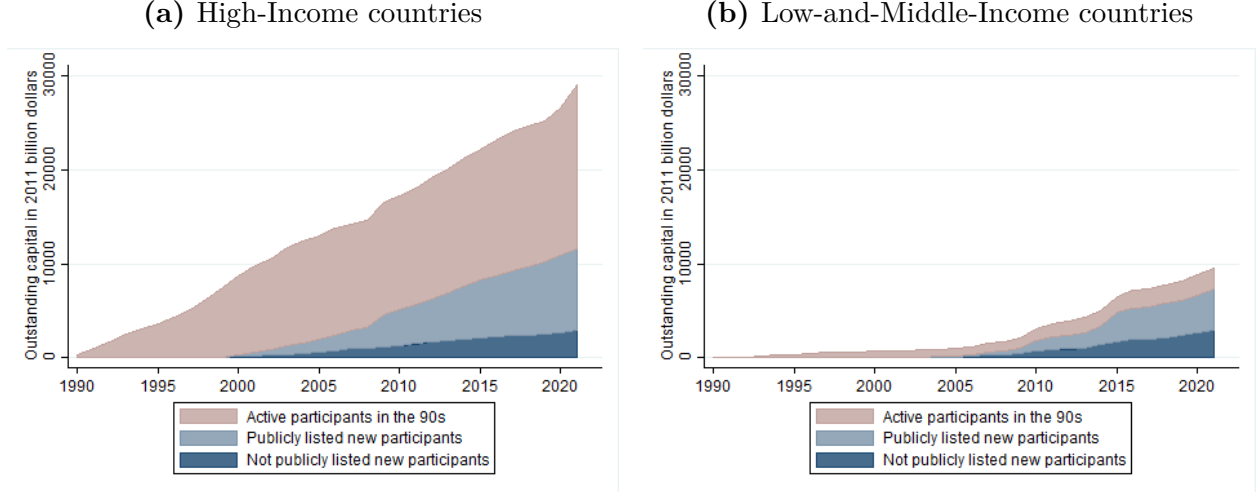 (a) High-Income countries
Outstanding capital in 2011 billion dollars
30000
20000
10000
0
1990 1995 2000 2005 2010 2015 2020
Active participants in the 90s
Publicly listed new participants
Not publicly listed new participants
(b) Low-and-Middle-Income countries
Outstanding capital in 2011 billion dollars
30000
20000
10000
0
1990 1995 2000 2005 2010 2015 2020
Active participants in the 90s
Publicly listed new participants
Not publicly listed new participants